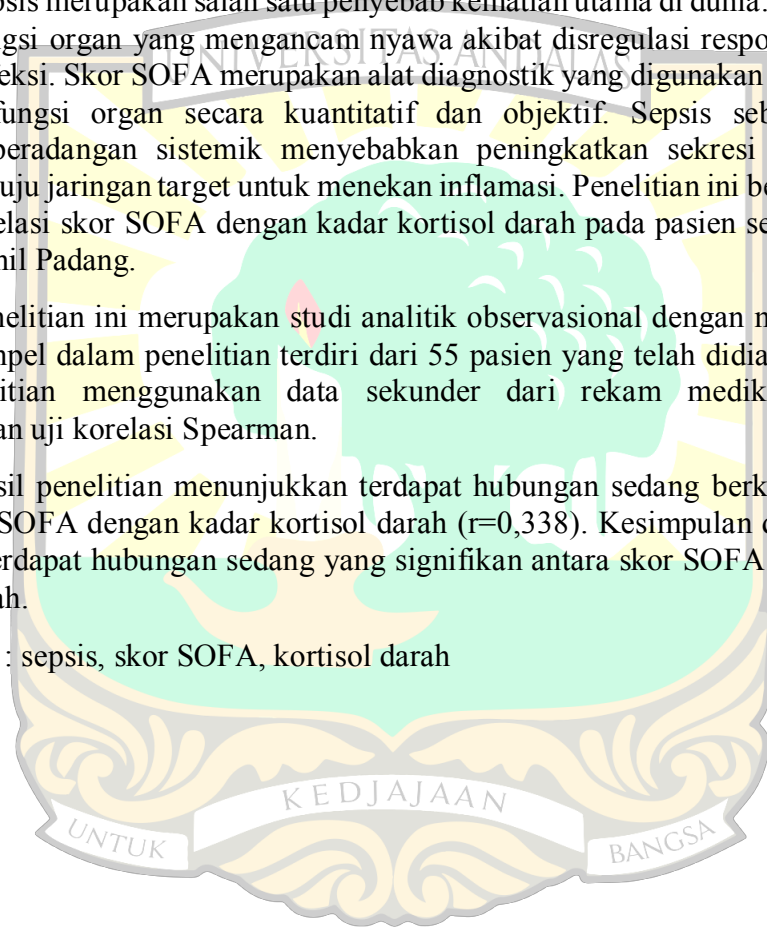 psis merupakan salah satu penyebab kematian utama di dunia.
ngsi organ yang mengancam nyawa akibat disregulasi respo
feksi. Skor SOFA merupakan alat diagnostik yang digunakan
fungsi organ secara kuantitatif dan objektif. Sepsis seb
peradangan sistemik menyebabkan peningkatkan sekresi
uju jaringan target untuk menekan inflamasi. Penelitian ini be
elasi skor SOFA dengan kadar kortisol darah pada pasien se
mil Padang.
nelitian ini merupakan studi analitik observasional dengan m
mpel dalam penelitian terdiri dari 55 pasien yang telah didia
litian menggunakan data sekunder dari rekam medik
an uji korelasi Spearman.
sil penelitian menunjukkan terdapat hubungan sedang berk
SOFA dengan kadar kortisol darah (r=0,338). Kesimpulan d
erdapat hubungan sedang yang signifikan antara skor SOFA
ah.
: sepsis, skor SOFA, kortisol darah
UNIVERSITAS ANDALAS
UNTUK KEDJAJAAN BANGSA